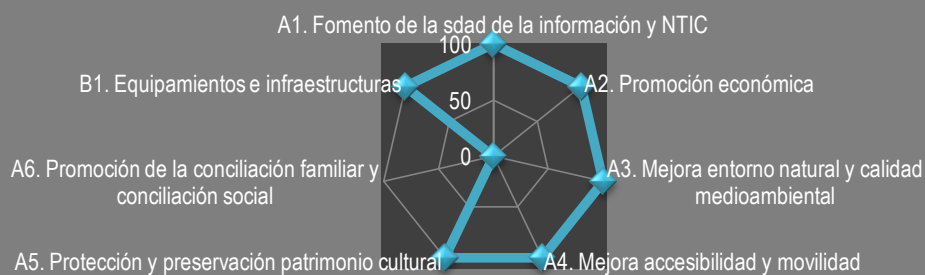 A1. Fomento de la sdad de la información y NTIC
100
B1. Equipamientos e infraestructuras
A2. Promoción económica
50
0
A6. Promoción de la conciliación familiar y
conciliación social
A3. Mejora entorno natural y calidad
medioambiental
A5. Protección y preservación patrimonio cultural
A4. Mejora accesibilidad y movilidad